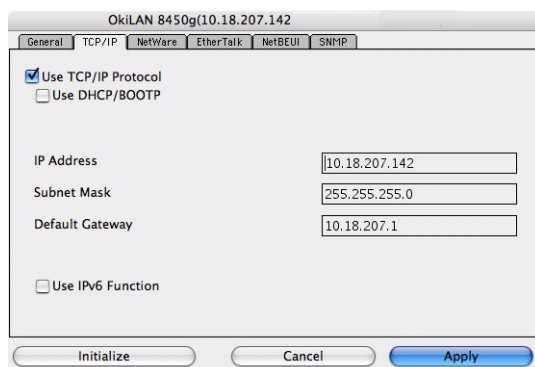 OkiLAN 8450g(10.18.207.142
General TCP/IP NetWare EtherTalk NetBEUI SNMP
Use TCP/IP Protocol
Use DHCP/BOOTP
IP Address 10.18.207.142
Subnet Mask 255.255.255.0
Default Gateway 10.18.207.1
Use IPv6 Function
Initialize Cancel Apply